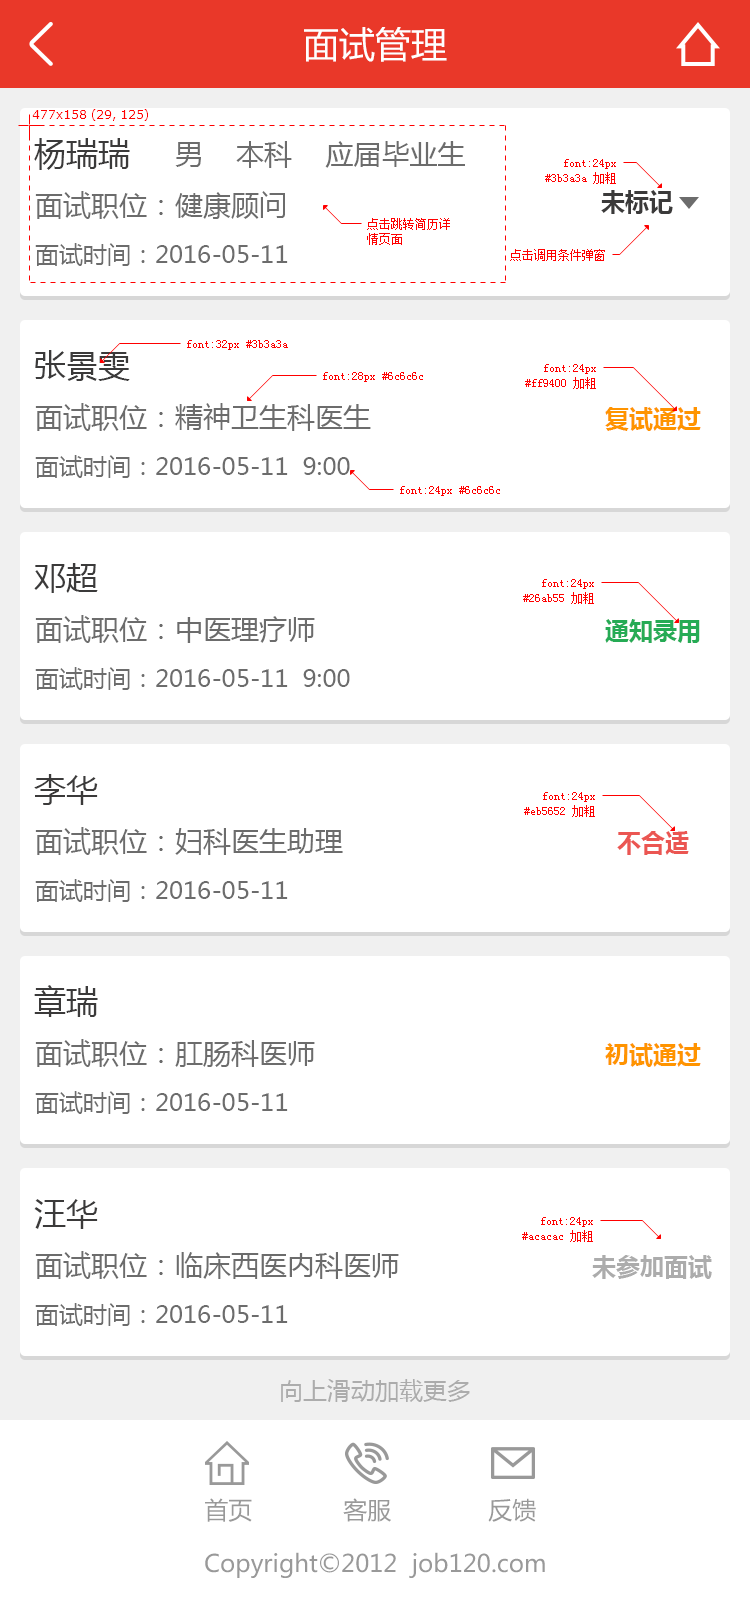 面试管理
477x158 (29, 125)
杨瑞瑞 男 本科 应届毕业生
font:24px
#3b3a3a 加粗
未标记
面试职位：健康顾问
点击跳转简历详
情页面
面试时间：2016-05-11
点击调用条件弹窗
font:32px #3b3a3a
张景雯
font:28px #6c6c6c
font:24px
#ff9400 加粗
面试职位：精神卫生科医生
复试通过
面试时间：2016-05-11 9:00
font:24px #6c6c6c
邓超
font:24px
#26ab55 加粗
面试职位：中医理疗师
通知录用
面试时间：2016-05-11 9:00
李华
font:24px
#eb5652 加粗
面试职位：妇科医生助理
不合适
面试时间：2016-05-11
章瑞
面试职位：肛肠科医师
初试通过
面试时间：2016-05-11
汪华
font:24px
#acacac 加粗
面试职位：临床西医内科医师
未参加面试
面试时间：2016-05-11
向上滑动加载更多
首页 客服 反馈
Copyright©2012 job120.com